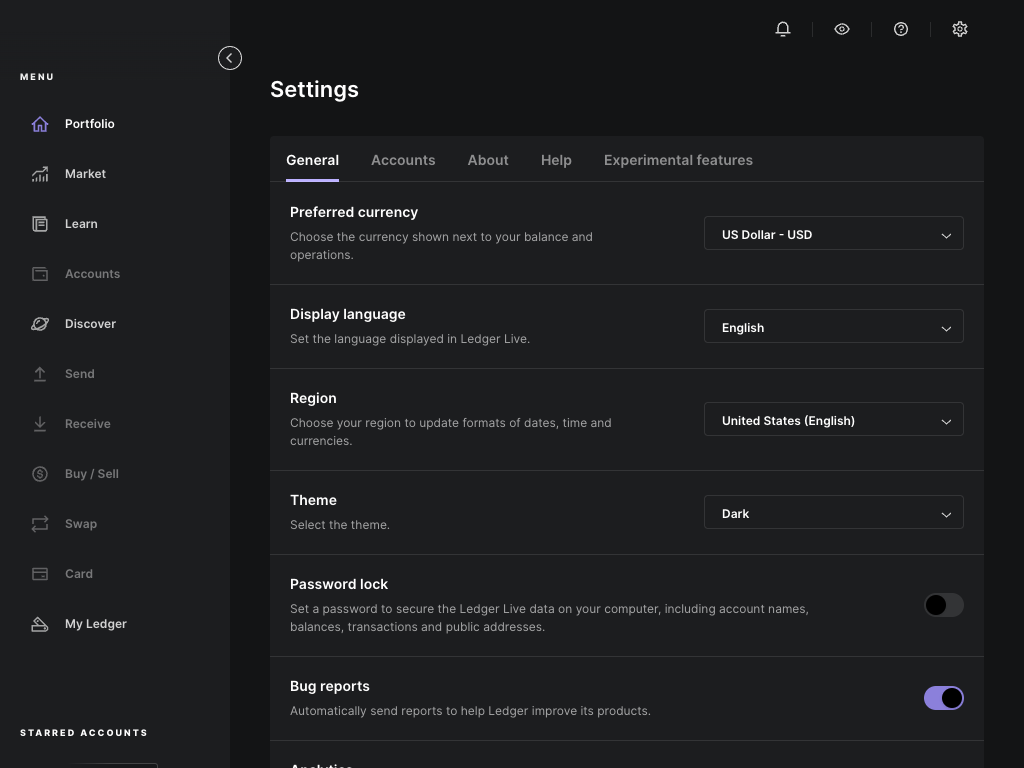 MENU
Portfolio
Market
Learn
Accounts
Discover
Send
Receive
Buy / Sell
Swap
Card
My Ledger
STARRED ACCOUNTS
Settings
General
Accounts
About
Help
Experimental features
Preferred currency
Choose the currency shown next to your balance and
operations.
US Dollar - USD
Display language
Set the language displayed in Ledger Live.
English
Region
Choose your region to update formats of dates, time and
currencies.
United States (English)
Theme
Select the theme.
Dark
Password lock
Set a password to secure the Ledger Live data on your computer, including account names,
balances, transactions and public addresses.
Bug reports
Automatically send reports to help Ledger improve its products.
Analytics